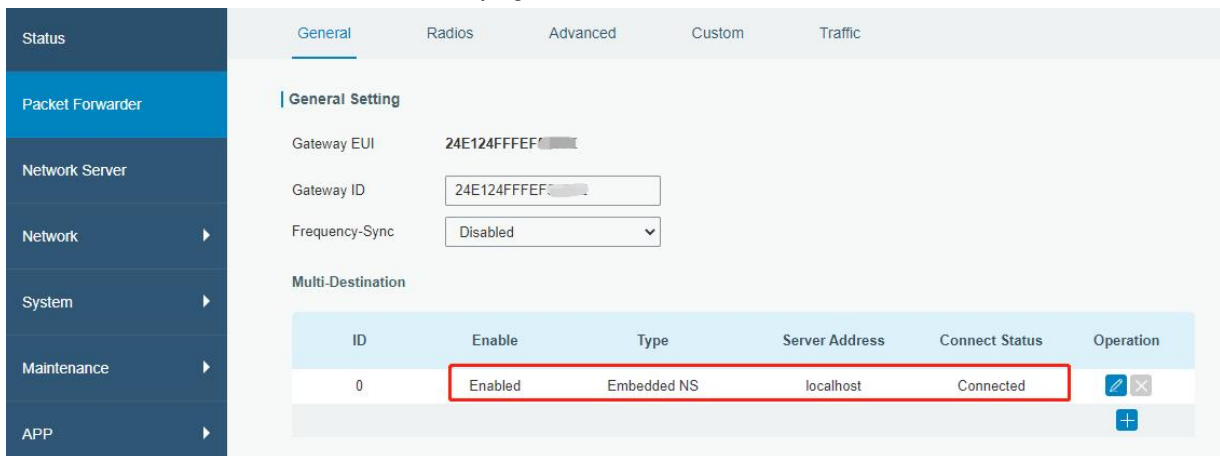 Status
Packet Forwarder
Network Server
Network
System
Maintenance
APP
General Radios Advanced Custom Traffic
General Setting
Gateway EUI 24E124FFFEF
Gateway ID 24E124FFFEF
Frequency-Sync Disabled
Multi-Destination
ID Enable Type Server Address Connect Status Operation
0 Enabled Embedded NS localhost Connected